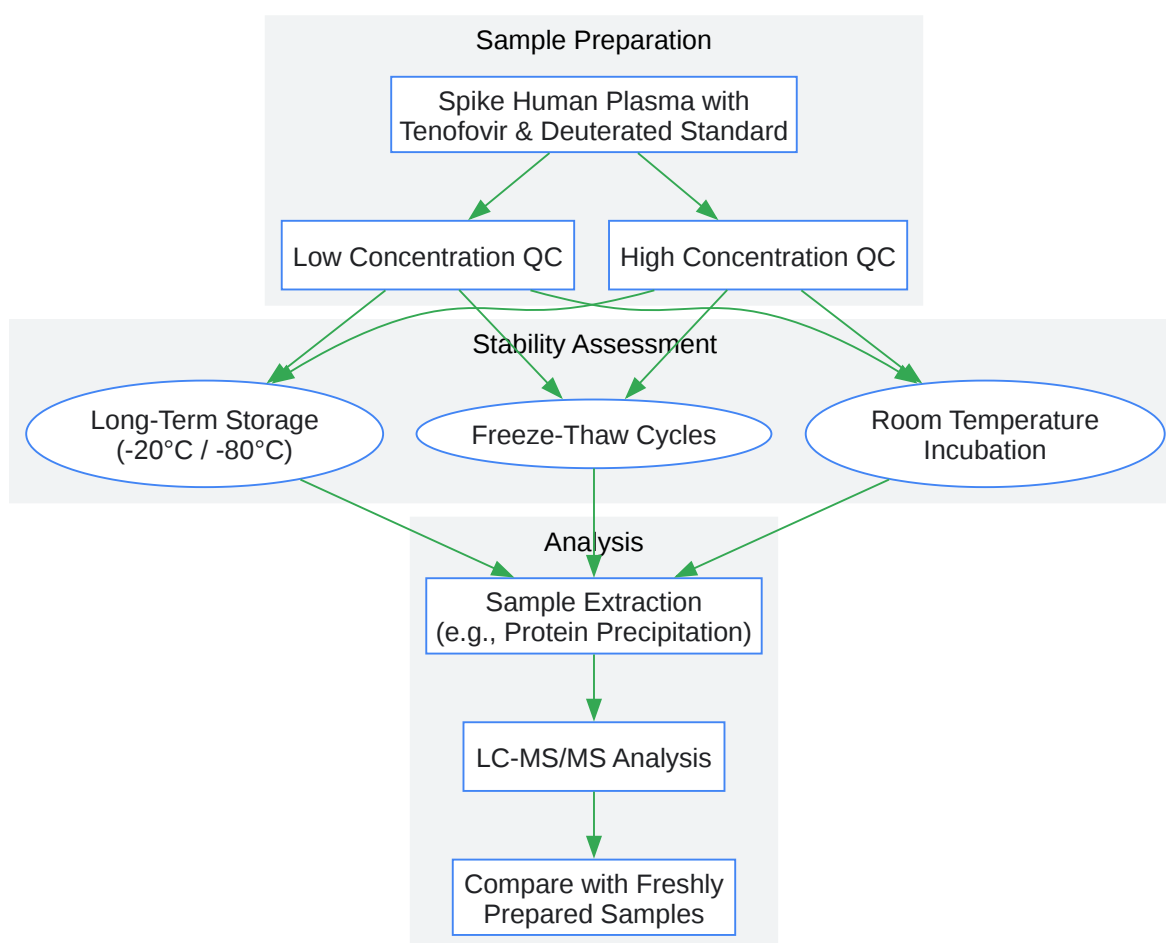 Sample Preparation
Spike Human Plasma with
Tenofovir & Deuterated Standard
Low Concentration QC
High Concentration QC
Stability Assessment
Long-Term Storage
(-20°C / -80°C)
Freeze-Thaw Cycles
Room Temperature
Incubation
Analysis
Sample Extraction
(e.g., Protein Precipitation)
LC-MS/MS Analysis
Compare with Freshly
Prepared Samples